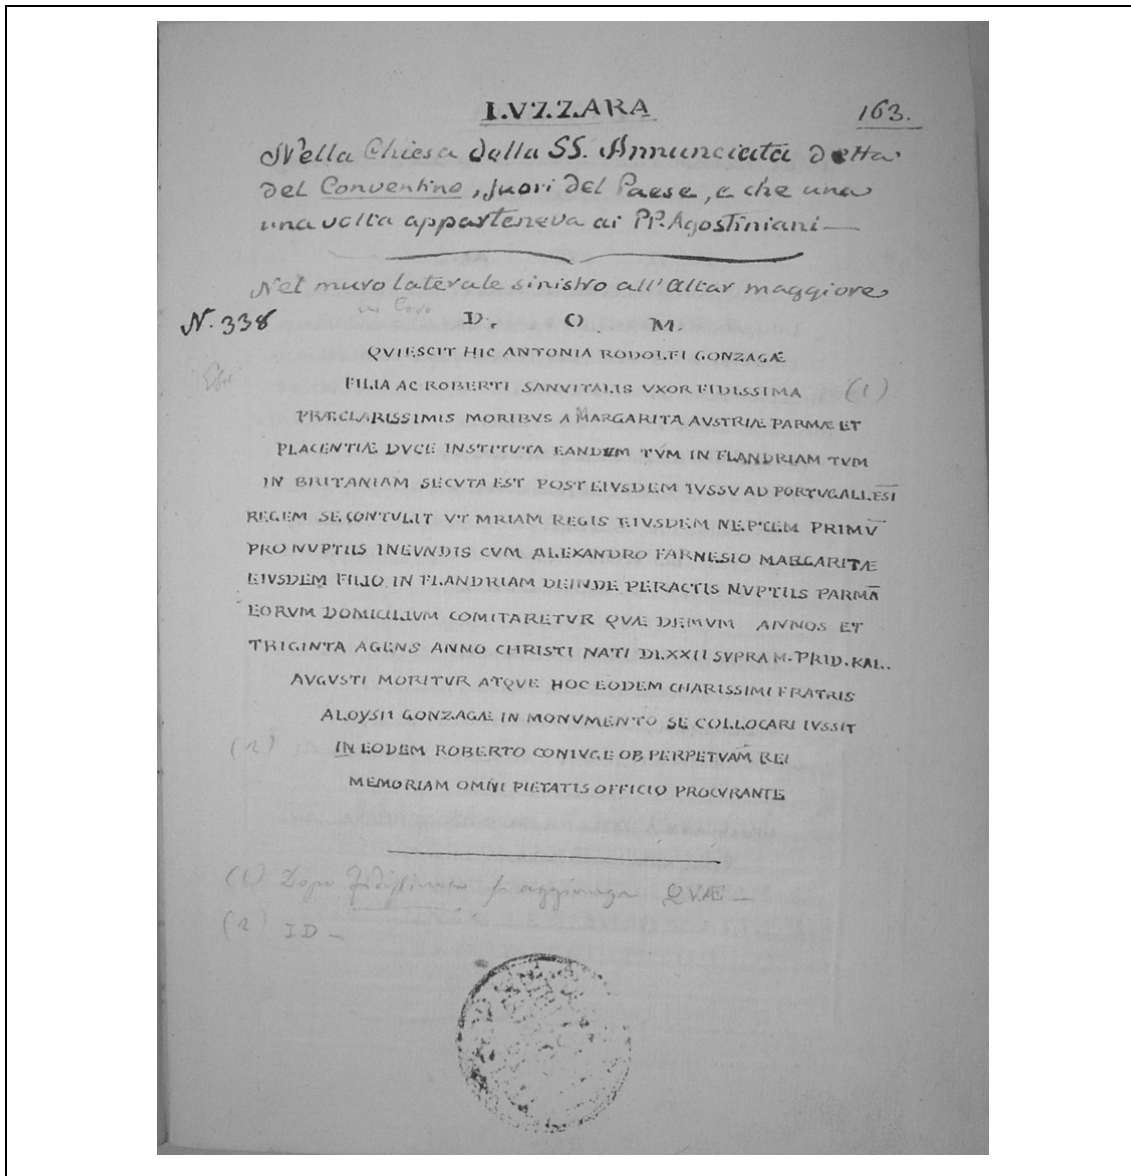 LVZZARA 163.
Nella Chiesa della SS. Annunciata detta
del Conventino, fuori del Paese, e che una
una volta apparteneva ai PP. Agostiniani—
Nel muro laterale sinistro all'Altar maggiore
in Coro
N. 338 D. O. M.
QVIESCIT HIC ANTONIA RODOLFI GONZAGÆ
FILIA AC ROBERTI SANVITALIS VXOR FIDISSIMA (1)
PRÆCLARISSIMIS MORIBVS A MARGARITA AVSTRIÆ PARMÆ ET
PLACENTIÆ DVCE INSTITVTA EANDEM TVM IN FLANDRIAM TVM
IN BRITANIAM SECVTA EST POST EIVSDEM IVSSV AD PORTVGALLĒSĪ
REGEM SE CONTVLIT VT MRIAM REGIS EIVSDEM NEPTEM PRIMV̄
PRO NVPTIIS INEVNDIS CVM ALEXANDRO FARNESIO MARGARITÆ
EIVSDEM FILIO IN FLANDRIAM DEINDE PERACTIS NVPTIIS PARMĀ
EORVM DOMICILIVM COMITARETVR QVÆ DEMVM ANNOS ET
TRIGINTA AGENS ANNO CHRISTI NATI DLXXII SVPRA M. PRID. KAL..
AVGVSTI MORITVR ATQVE HOC EODEM CHARISSIMI FRATRIS
ALOYSII GONZAGÆ IN MONVMENTO SE COLLOCARI IVSSIT
(2) IN EODEM ROBERTO CONIVGE OB PERPETVAM REI
MEMORIAM OMNI PIETATIS OFFICIO PROCVRANTE
(1) Dopo fidissima si aggiunga QVÆ—
(2) ID—